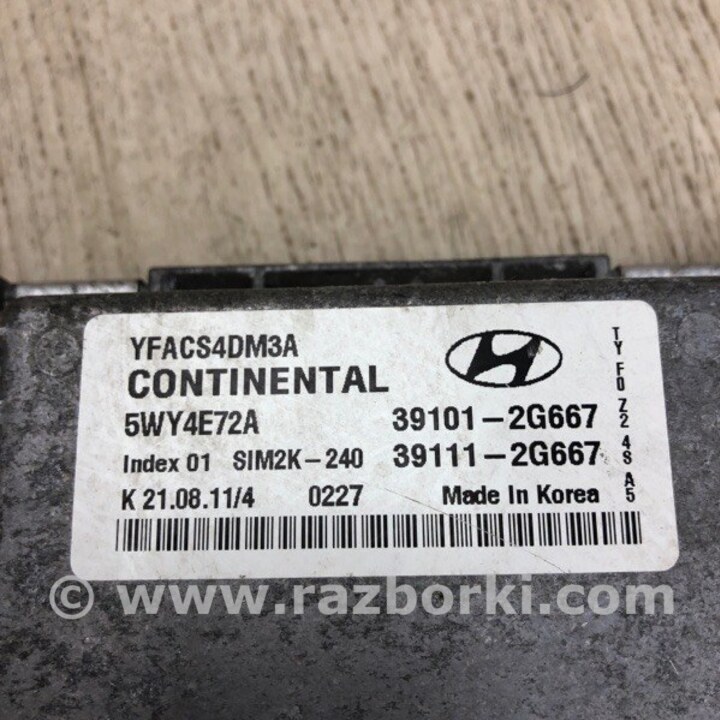 YFACS4DM3A
CONTINENTAL
5WY4E72A 39101-2G667
Index 01 SIM2K-240 39111-2G667
K 21.08.11/4 0227 Made In Korea
TY F0 Z2 4S A5
© www.razborki.com